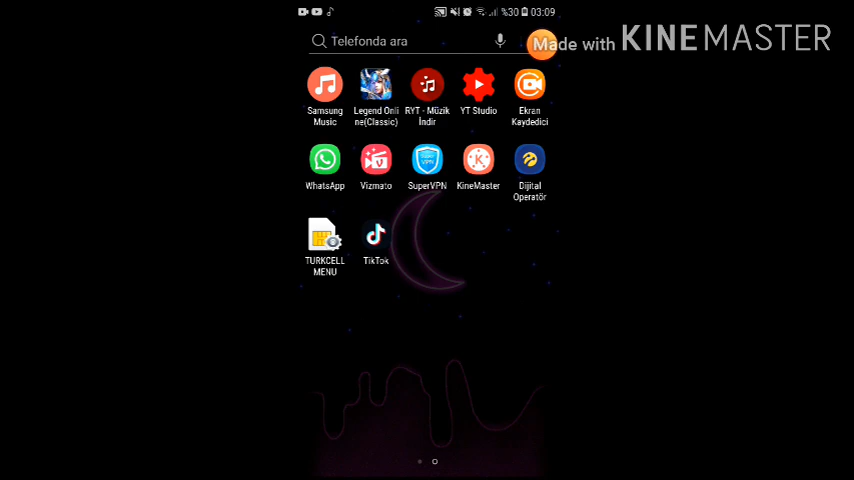 %30 03:09
Telefonda ara
Made with KINEMASTER
Samsung Music
Legend Onli ne(Classic)
RYT - Müzik İndir
YT Studio
Ekran Kaydedici
WhatsApp
Vizmato
SuperVPN
KineMaster
Dijital Operatör
TURKCELL MENU
TikTok